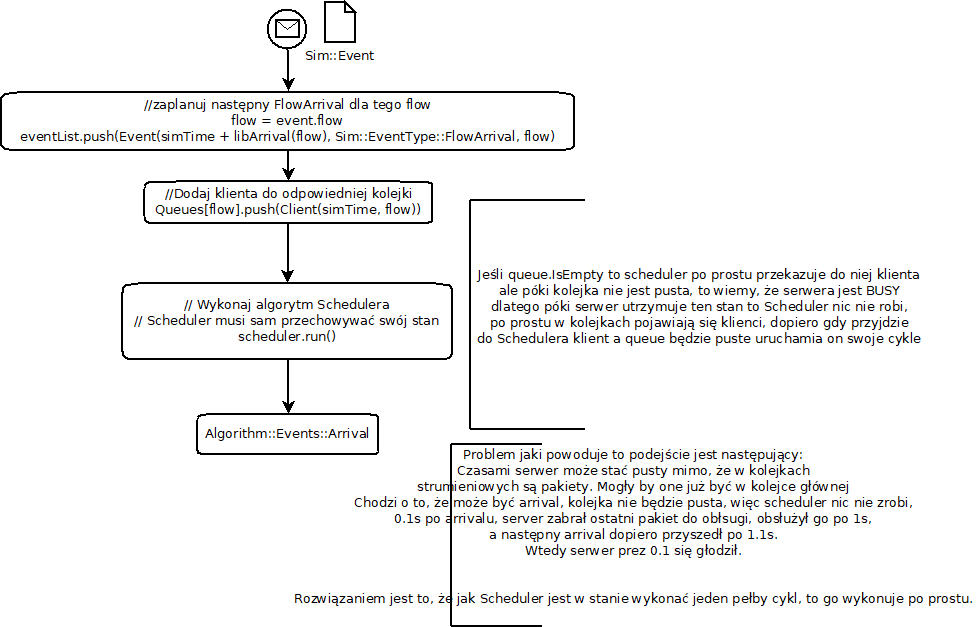 Sim::Event
//zaplanuj następny FlowArrival dla tego flow
flow = event.flow
eventList.push(Event(simTime + libArrival(flow), Sim::EventType::FlowArrival, flow)
//Dodaj klienta do odpowiedniej kolejki
Queues[flow].push(Client(simTime, flow))
// Wykonaj algorytm Schedulera
// Scheduler musi sam przechowywać swój stan
scheduler.run()
Algorithm::Events::Arrival
Jeśli queue.IsEmpty to scheduler po prostu przekazuje do niej klienta
ale póki kolejka nie jest pusta, to wiemy, że serwera jest BUSY
dlatego póki serwer utrzymuje ten stan to Scheduler nic nie robi,
po prostu w kolejkach pojawiają się klienci, dopiero gdy przyjdzie
do Schedulera klient a queue będzie puste uruchamia on swoje cykle
Problem jaki powoduje to podejście jest następujący:
Czasami serwer może stać pusty mimo, że w kolejkach
strumieniowych są pakiety. Mogły by one już być w kolejce głównej
Chodzi o to, że może być arrival, kolejka nie będzie pusta, więc scheduler nic nie zrobi,
0.1s po arrivalu, server zabrał ostatni pakiet do obłsugi, obsłużył go po 1s,
a następny arrival dopiero przyszedł po 1.1s.
Wtedy serwer prez 0.1 się głodził.
Rozwiązaniem jest to, że jak Scheduler jest w stanie wykonać jeden pełby cykl, to go wykonuje po prostu.